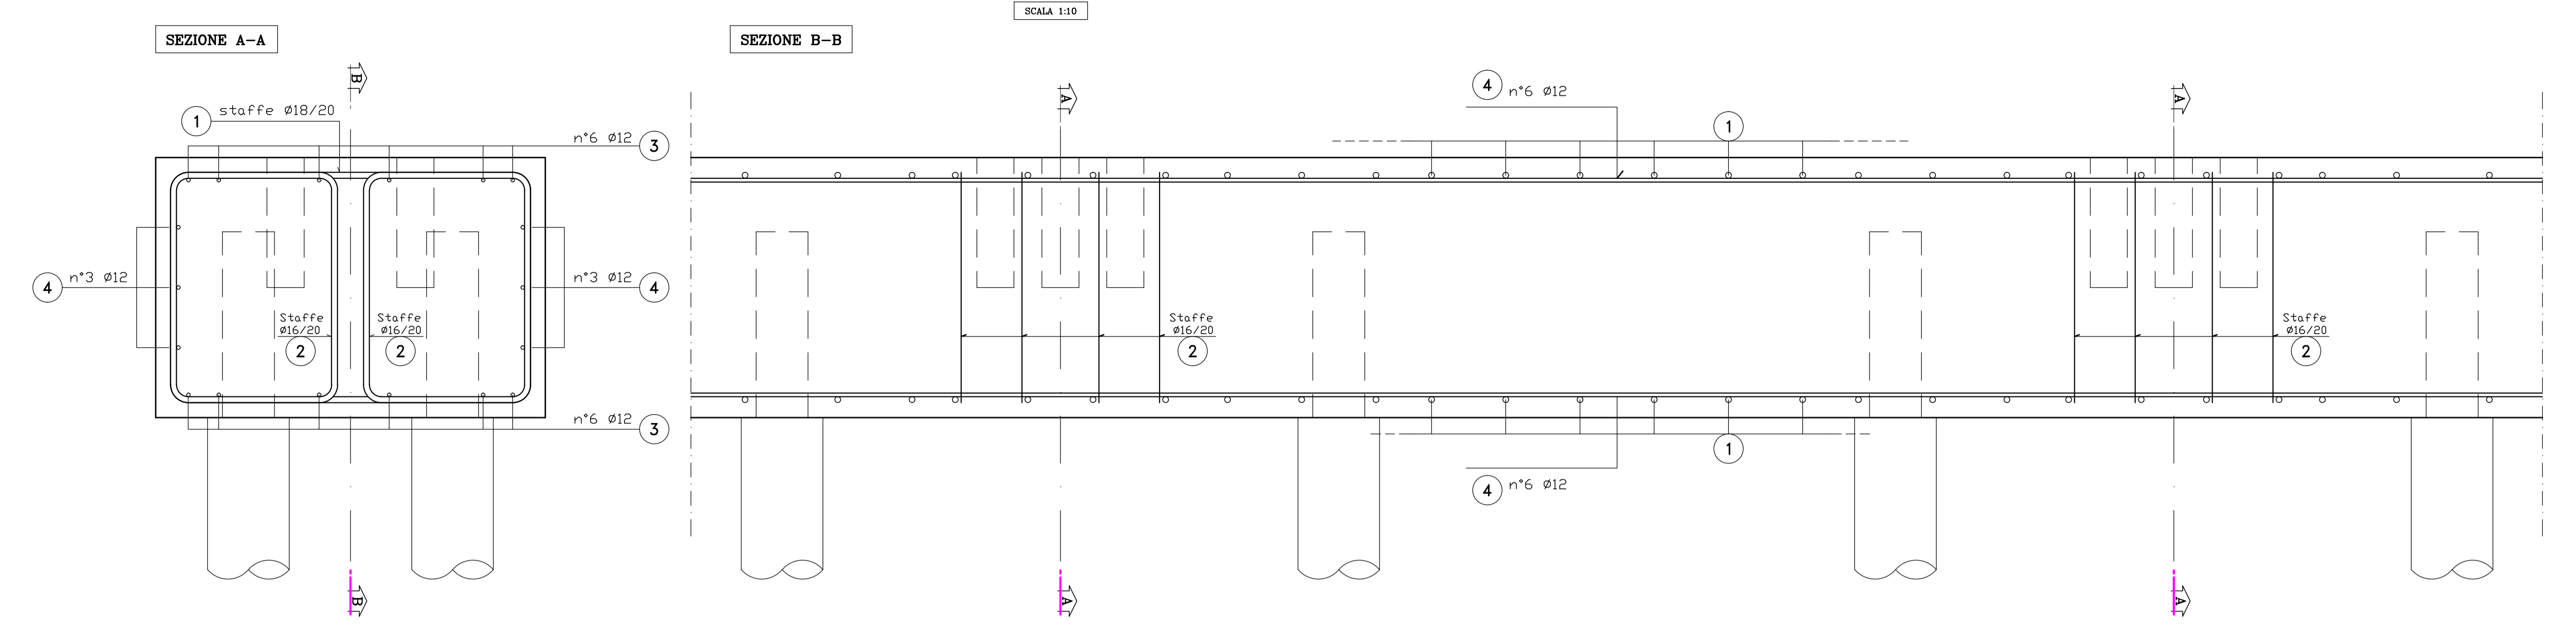 SCALA 1:10
SEZIONE A-A
SEZIONE B-B
B
1
staffe Ø18/20
n°6 Ø12
3
4
n°3 Ø12
n°3 Ø12
4
Staffe
Ø16/20
2
Staffe
Ø16/20
2
n°6 Ø12
3
B
A
4
n°6 Ø12
1
A
Staffe
Ø16/20
2
Staffe
Ø16/20
2
1
4
n°6 Ø12
A
A